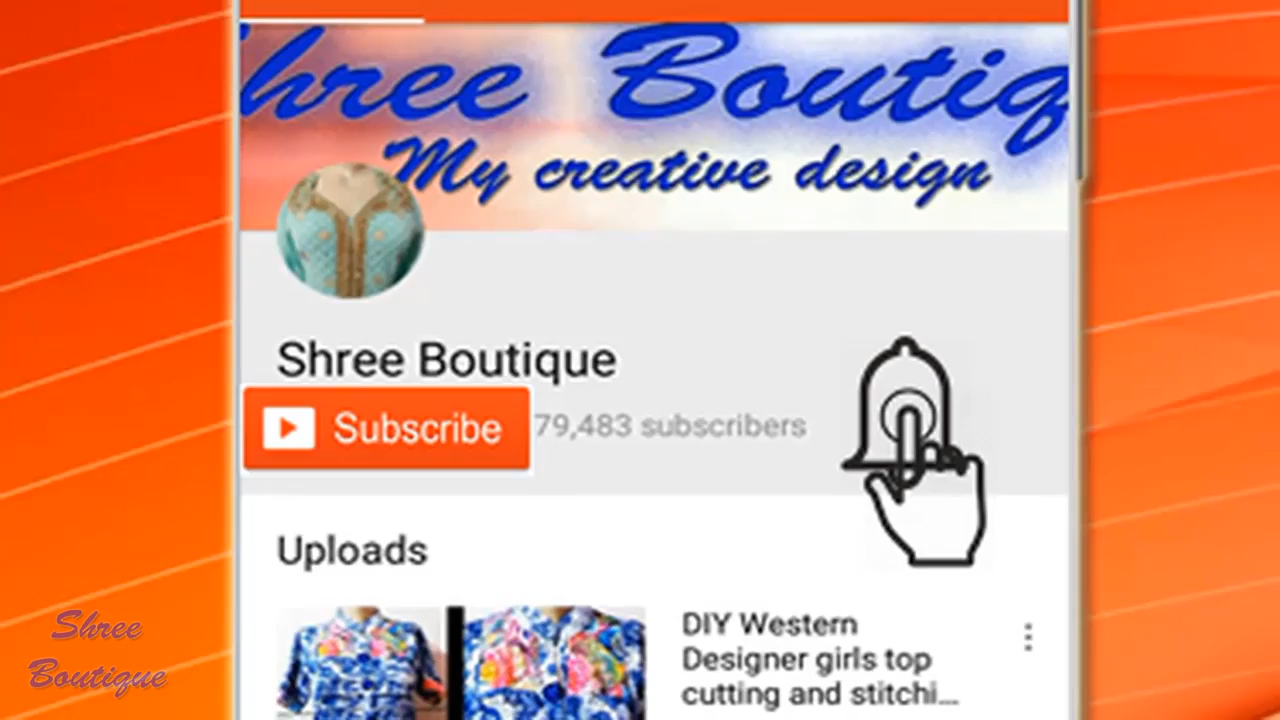 Shree Boutiq
My creative design
Shree Boutique
Subscribe
79,483 subscribers
Uploads
DIY Western
Designer girls top
cutting and stitchi...
Shree
Boutique